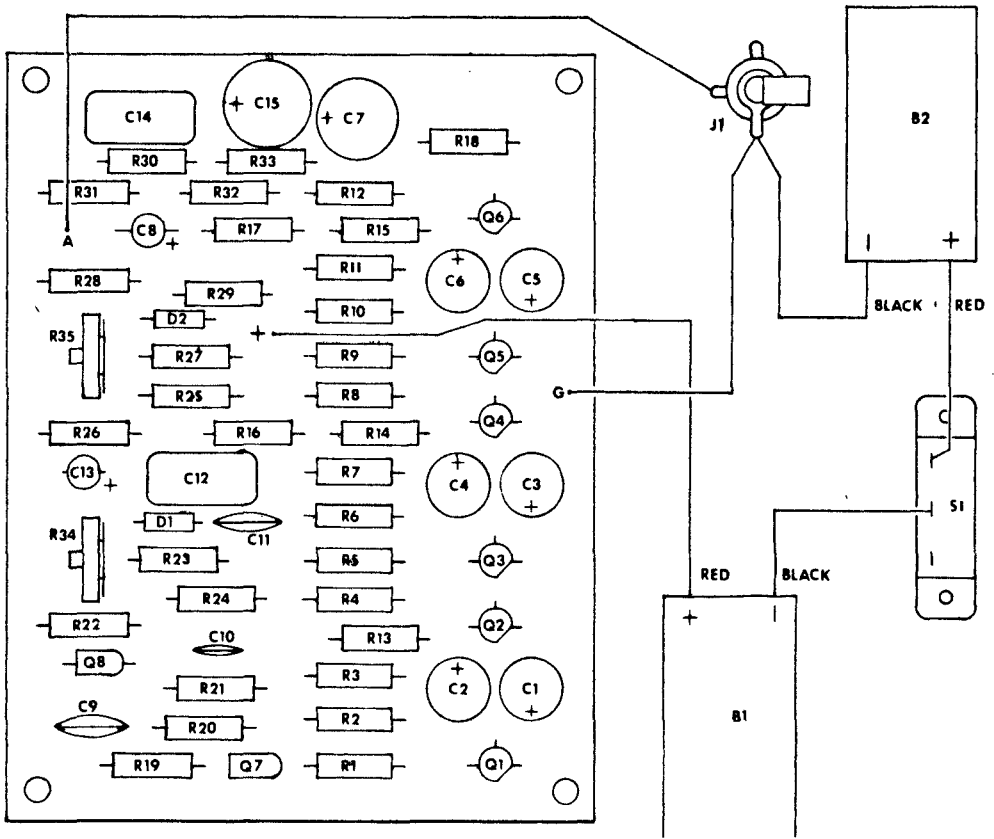 C14
+ C15
+ C7
R18
J1
B2
R30
R33
R31
R32
R12
Q6
A
C8
+
R17
R15
R28
R11
+
C6
C5
+
- +
BLACK RED
R29
D2
R10
+
R35
R27
R9
Q5
R25
R8
G
Q4
R26
R16
R14
C13
+
C12
R7
+
C4
C3
+
S1
D1
C11
R6
R34
R23
R5
Q3
RED BLACK
R24
R4
+ -
R22
C10
R13
Q2
Q8
R21
R3
+
C2
C1
+
B1
C9
R20
R2
R19
Q7
R1
Q1